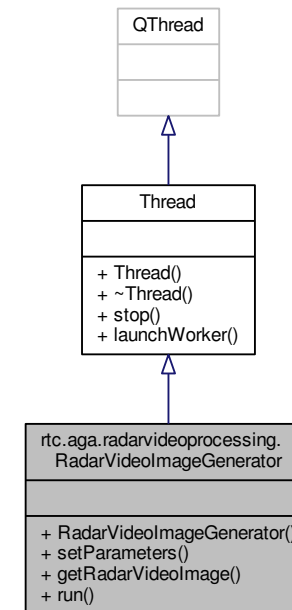 QThread
Thread
+ Thread()
+ ~Thread()
+ stop()
+ launchWorker()
rtc.aga.radarvideoprocessing.
RadarVideoImageGenerator
+ RadarVideoImageGenerator()
+ setParameters()
+ getRadarVideoImage()
+ run()